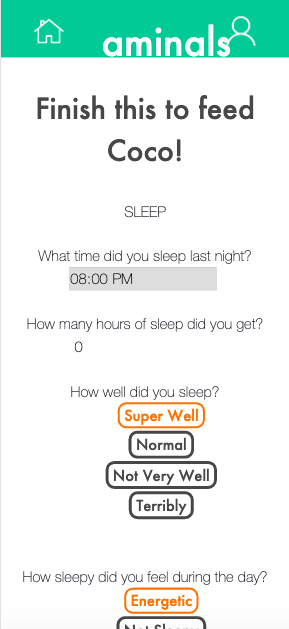 aminals
Finish this to feed
Coco!
SLEEP
What time did you sleep last night?
08:00 PM
How many hours of sleep did you get?
0
How well did you sleep?
Super Well
Normal
Not Very Well
Terribly
How sleepy did you feel during the day?
Energetic
Not Sleepy